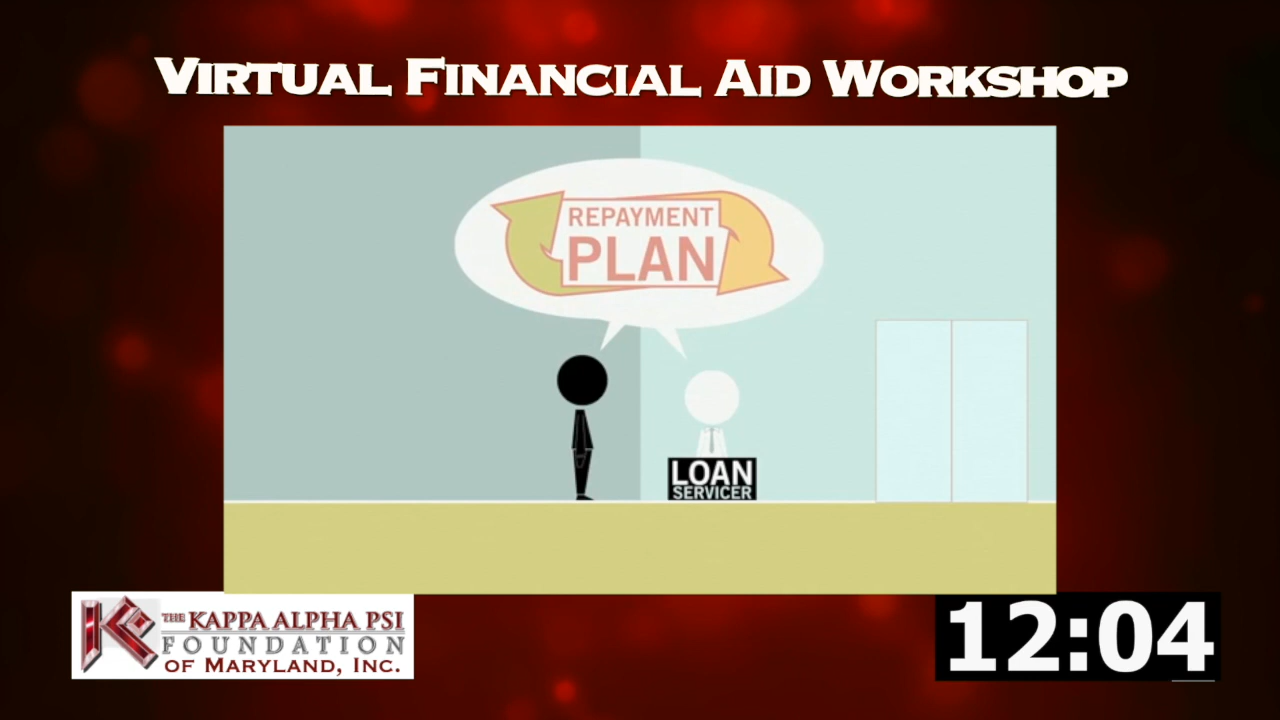 VIRTUAL FINANCIAL AID WORKSHOP
REPAYMENT
PLAN
LOAN
SERVICER
THE KAPPA ALPHA PSI
FOUNDATION
OF MARYLAND, INC.
12:04